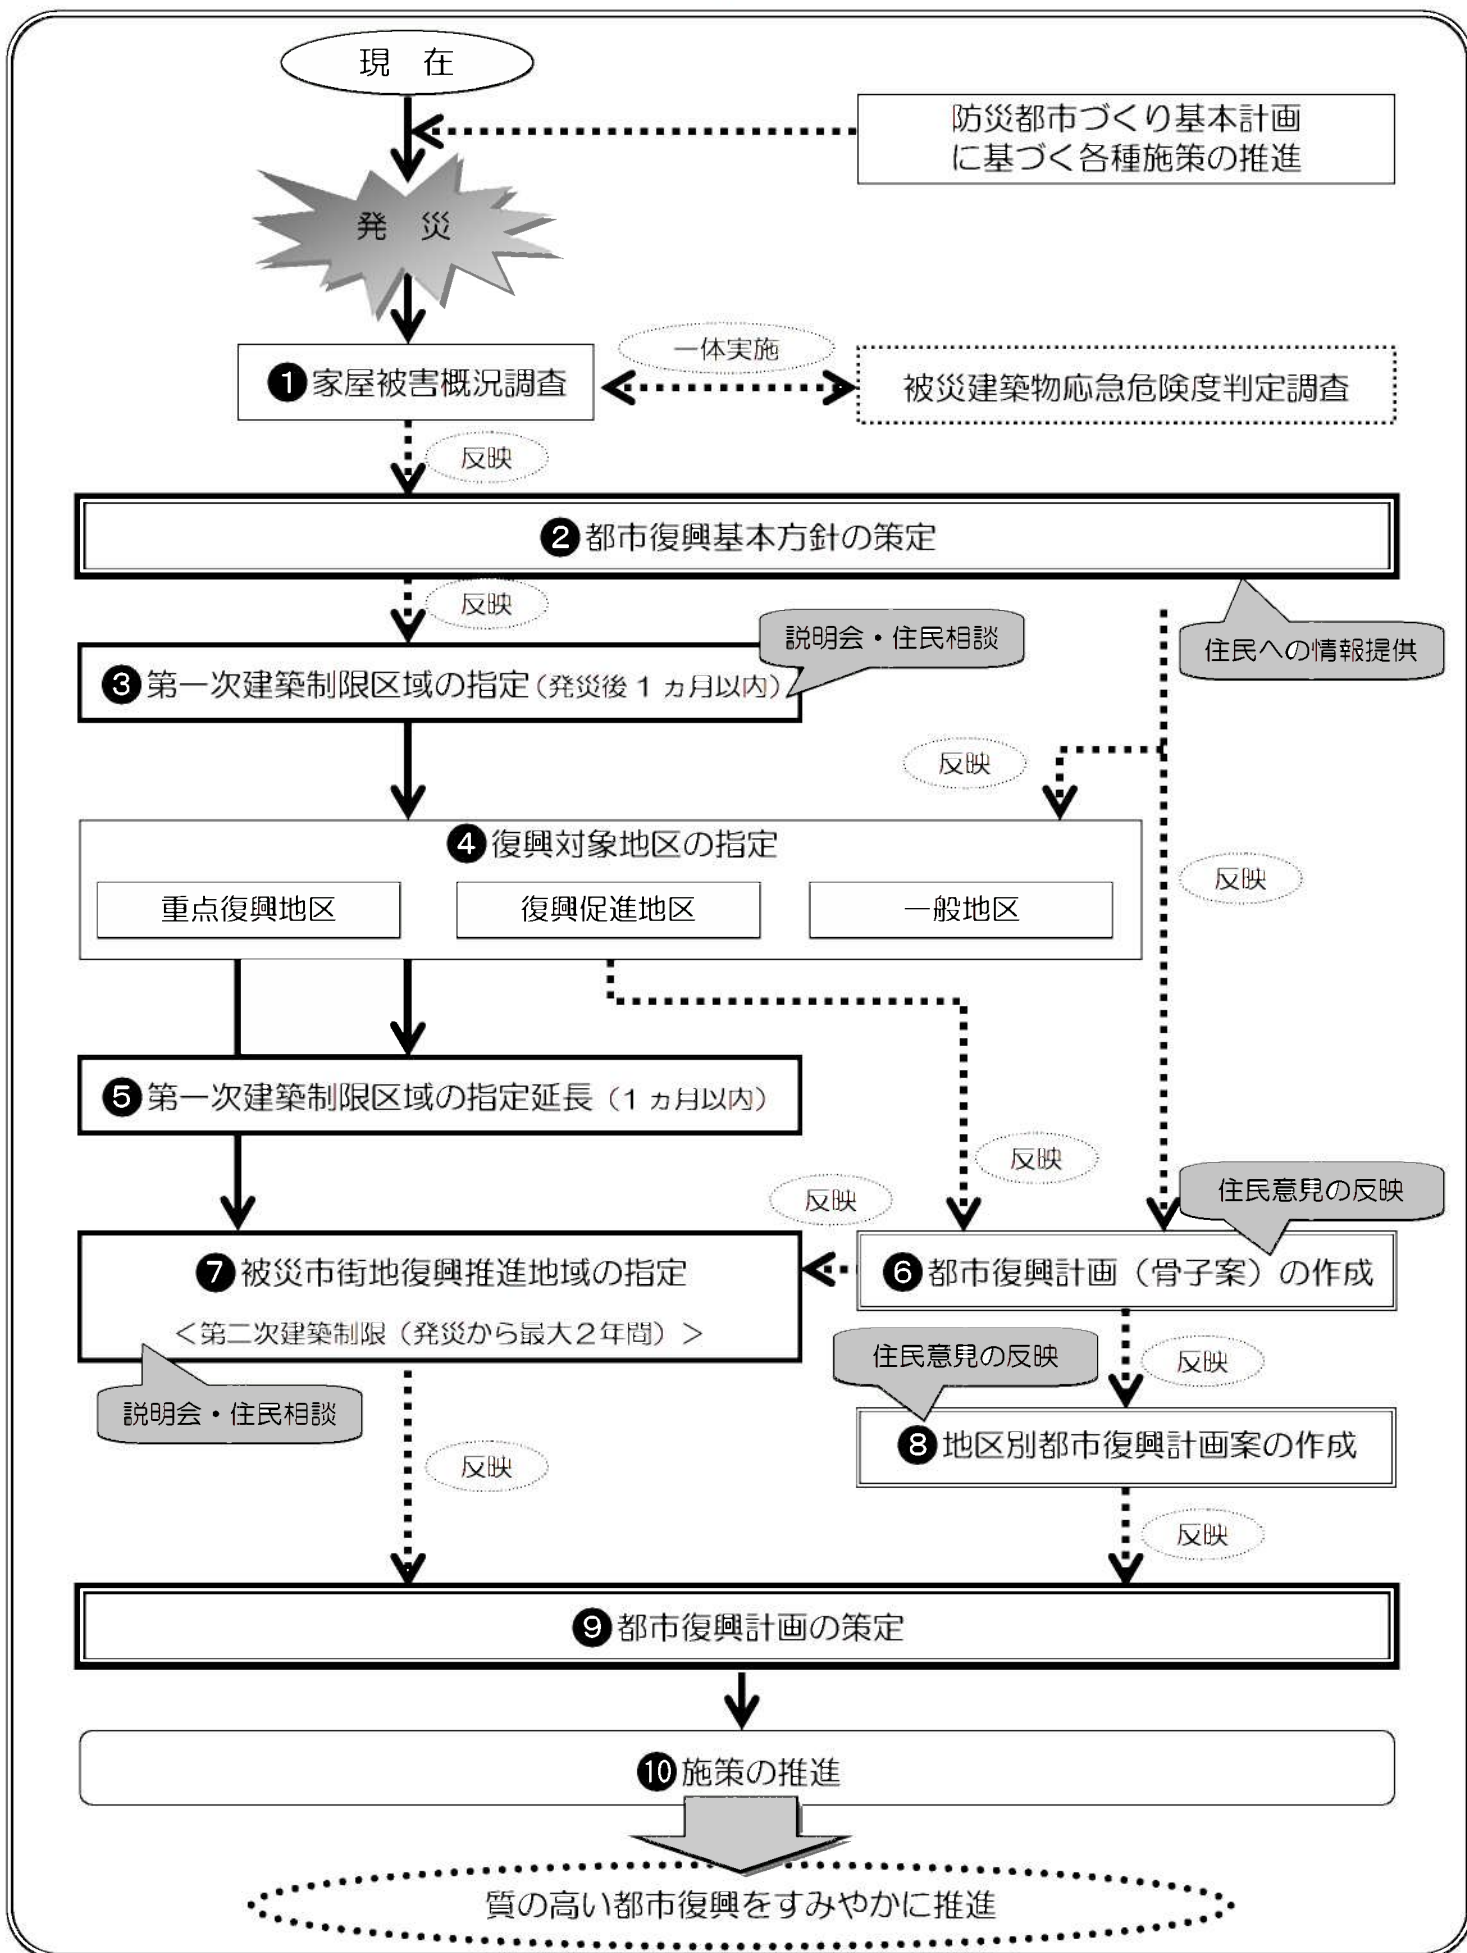 現　在
防災都市づくり基本計画
に基づく各種施策の推進
発　災
一体実施
❶家屋被害概況調査
被災建築物応急危険度判定調査
反映
❷都市復興基本方針の策定
反映
説明会・住民相談
住民への情報提供
❸第一次建築制限区域の指定（発災後１ヵ月以内）
反映
❹復興対象地区の指定
反映
重点復興地区
復興促進地区
一般地区
❺第一次建築制限区域の指定延長（１ヵ月以内）
反映
反映
住民意見の反映
❼被災市街地復興推進地域の指定
＜第二次建築制限（発災から最大２年間）＞
❻都市復興計画（骨子案）の作成
住民意見の反映
反映
説明会・住民相談
❽地区別都市復興計画案の作成
反映
反映
❾都市復興計画の策定
❿施策の推進
質の高い都市復興をすみやかに推進